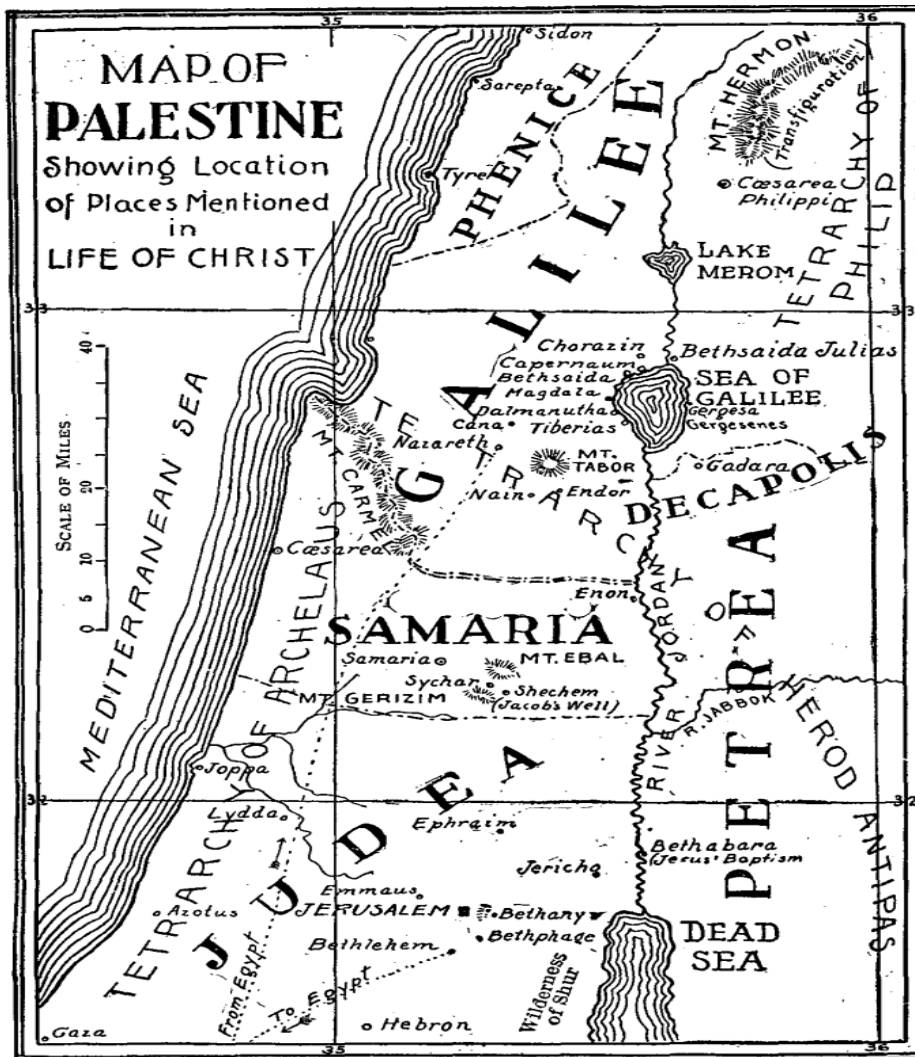 35
36
MAP OF
PALESTINE
Showing Location
of Places Mentioned
in
LIFE OF CHRIST
Sidon
Sarepta
Tyre
PHENICE
GALILEE
MT. HERMON
(Transfiguration)
Cæsarea
Philippi
TETRARCHY OF
PHILIP
LAKE
MEROM
33
33
40
30
20
10
5
0
SCALE OF MILES
MEDITERRANEAN SEA
Chorazin
Capernaum
Bethsaida
Magdala
Dalmanutha
Cana
Tiberias
Nazareth
Bethsaida Julias
SEA OF
GALILEE
Gergesa
Gergesenes
MT. CARMEL
MT.
TABOR
Nain
Endor
Gadara
DECAPOLIS
TETRARCHY OF HEROD ANTIPAS
Cæsarea
Enon
SAMARIA
Samaria
MT. EBAL
Sychar
Shechem
(Jacob's Well)
MT. GERIZIM
RIVER JORDAN
R. JABBOK
PETREA
TETRARCHY OF ARCHELAUS
Joppa
32
32
Lydda
JUDEA
Ephraim
Jericho
Bethabara
(Jesus' Baptism
Emmaus
Azotus
JERUSALEM
Bethany
Bethphage
Bethlehem
DEAD
SEA
From Egypt
To Egypt
Wilderness
of Shur
Gaza
Hebron
35
36